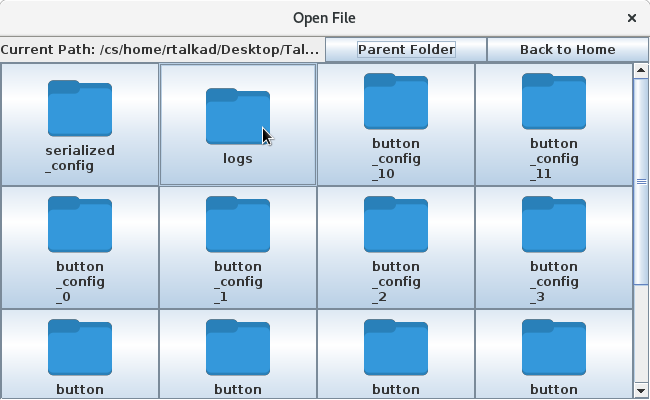 Open File
Current Path: /cs/home/rtalkad/Desktop/Tal...
Parent Folder
Back to Home
serialized
_config
logs
button
_config
_10
button
_config
_11
button
_config
_0
button
_config
_1
button
_config
_2
button
_config
_3
button
button
button
button